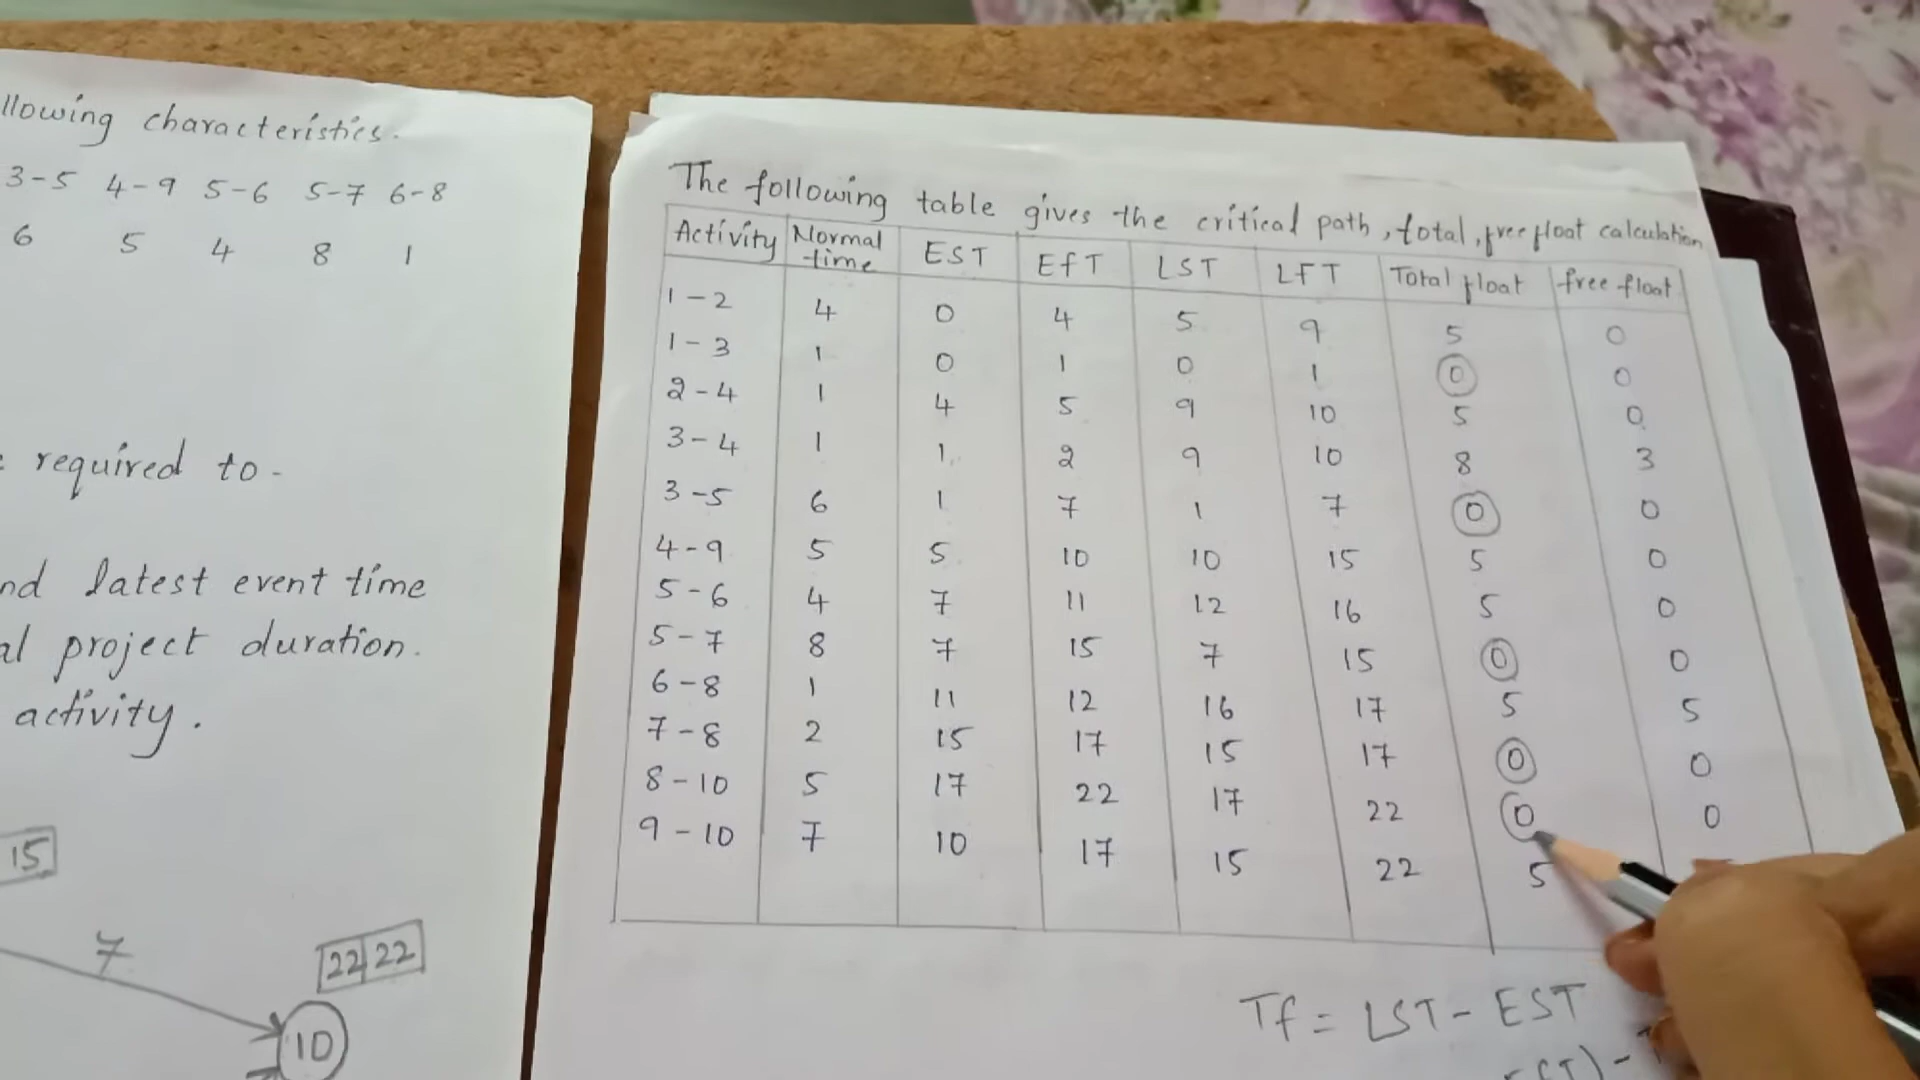 llowing characteristics.
3-5 4-9 5-6 5-7 6-8
6 5 4 8 1
required to -
nd latest event time
al project duration.
activity.
15
7
22 22
10
The following table gives the critical path, total, free float calculation
Activity Normal time EST EfT LST LFT Total float free float
1-2 4 0 4 5 9 5 0
1-3 1 0 1 0 1 0 0
2-4 1 4 5 9 10 5 0
3-4 1 1 2 9 10 8 3
3-5 6 1 7 1 7 0 0
4-9 5 5 10 10 15 5 0
5-6 4 7 11 12 16 5 0
5-7 8 7 15 7 15 0 0
6-8 1 11 12 16 17 5 5
7-8 2 15 17 15 17 0 0
8-10 5 17 22 17 22 0 0
9-10 7 10 17 15 22 5
Tf = LST - EST